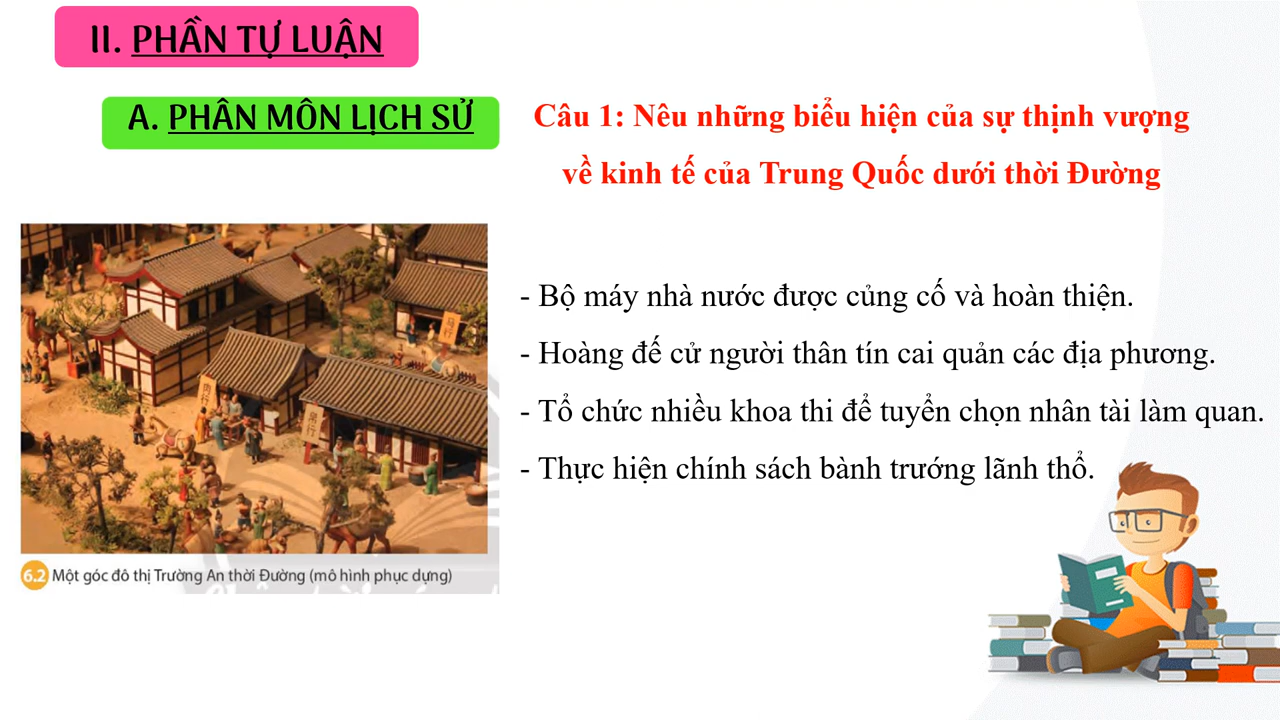 II. PHẦN TỰ LUẬN
A. PHÂN MÔN LỊCH SỬ
Câu 1: Nêu những biểu hiện của sự thịnh vượng
về kinh tế của Trung Quốc dưới thời Đường
- Bộ máy nhà nước được củng cố và hoàn thiện.
- Hoàng đế cử người thân tín cai quản các địa phương.
- Tổ chức nhiều khoa thi để tuyển chọn nhân tài làm quan.
- Thực hiện chính sách bành trướng lãnh thổ.
肉行
6.2 Một góc đô thị Trường An thời Đường (mô hình phục dựng)